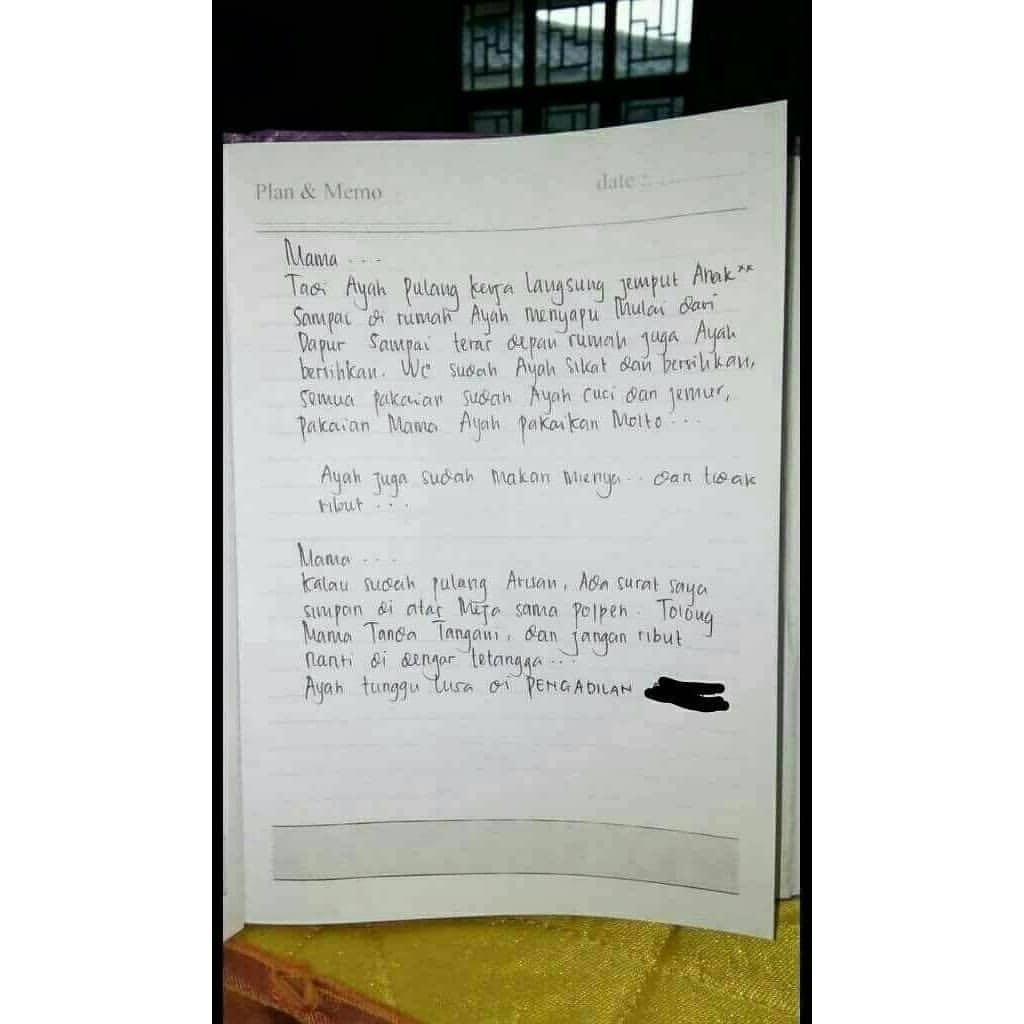 Plan & Memo
date :
Mama ...
Tadi Ayah pulang kerja langsung jemput Anak**
Sampai di rumah Ayah menyapu Mulai dari
Dapur Sampai teras depan rumah juga Ayah
bersihkan. WC sudah Ayah Sikat dan bersihkan,
Semua pakaian sudah Ayah cuci dan jemur,
Pakaian Mama Ayah pakaikan Molto ...
Ayah juga sudah Makan Mienya .. dan tidak
ribut ...
Mama ...
Kalau sudah pulang Arisan, Ada surat saya
simpan di atas Meja sama polpen. Tolong
Mama Tanda Tangani, dan jangan ribut
nanti di dengar tetangga ...
Ayah tunggu lusa di PENGADILAN